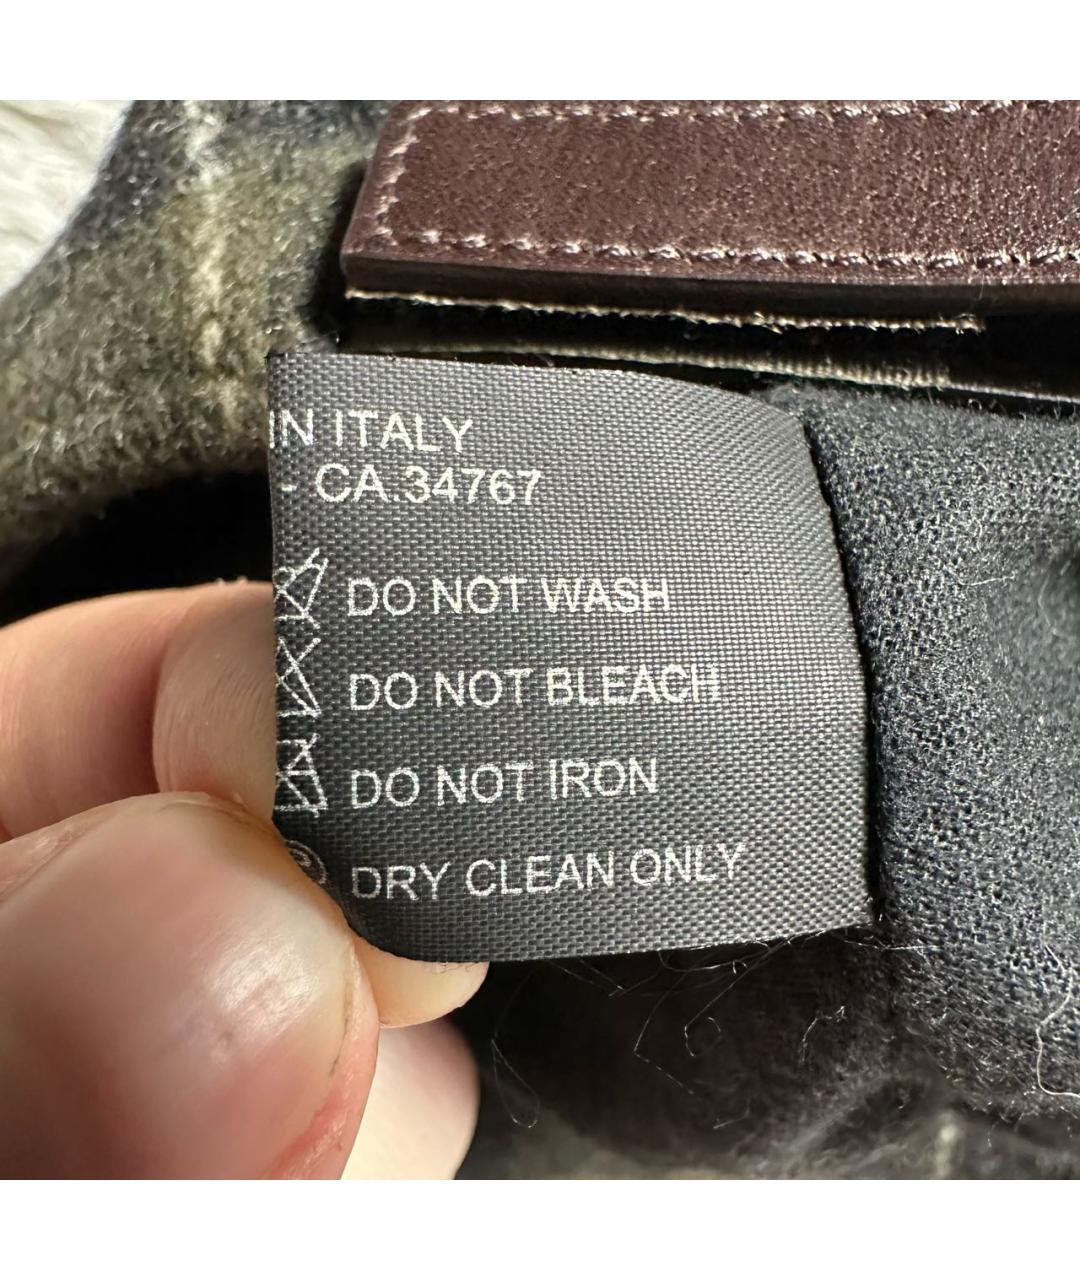 IN ITALY
- CA.34767
DO NOT WASH
DO NOT BLEACH
DO NOT IRON
P DRY CLEAN ONLY